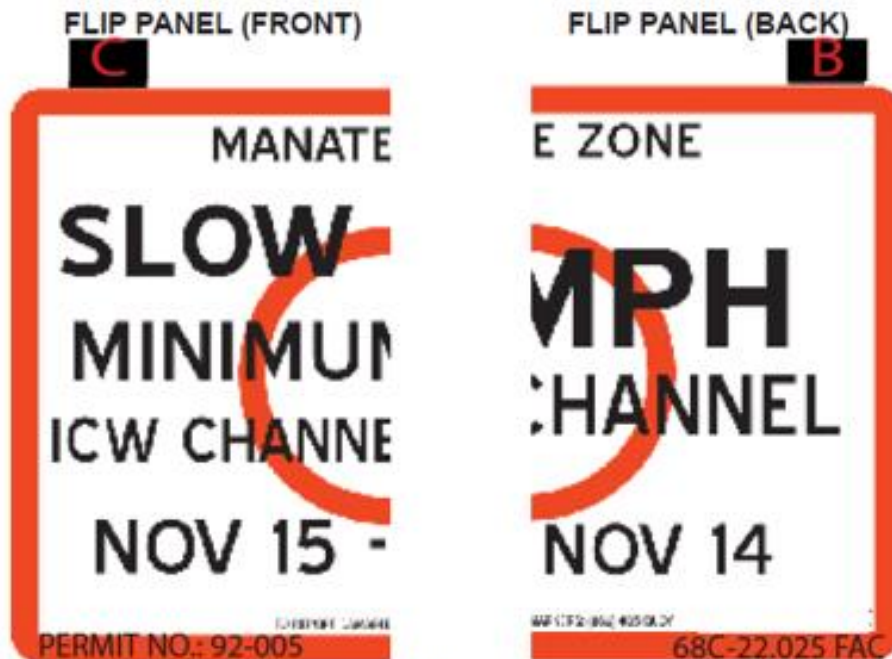 FLIP PANEL (FRONT)
FLIP PANEL (BACK)
C
B
MANATE
E ZONE
SLOW
MPH
MINIMUM
CHANNEL
ICW CHANNE
NOV 15 -
NOV 14
PERMIT NO.: 92-005
68C-22.025 FAC